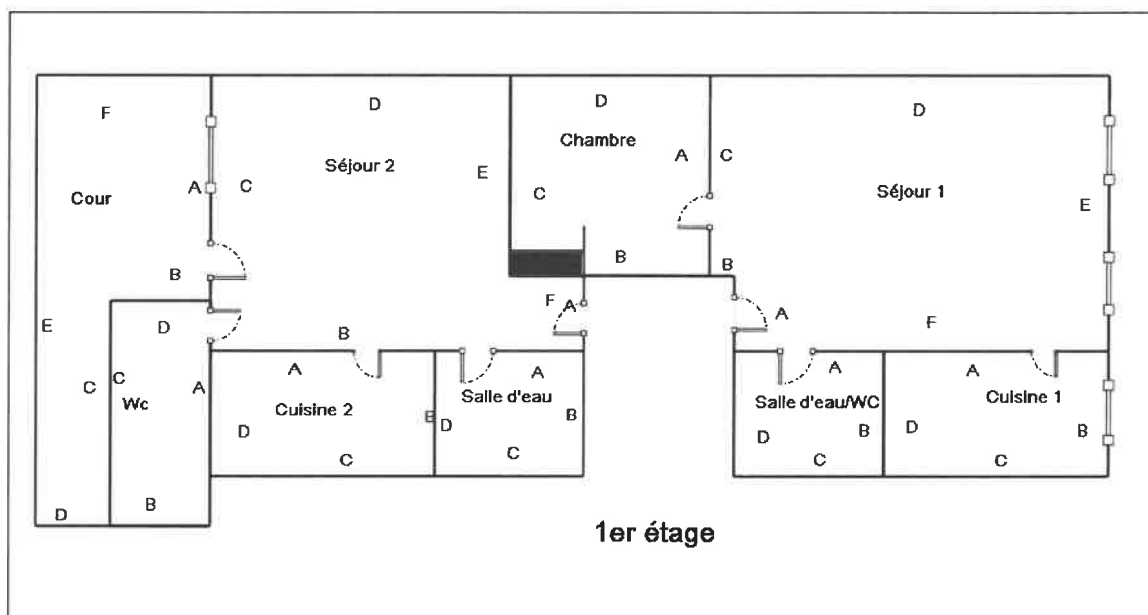 D
D
D
F
Chambre
Séjour 2
A
C
E
Cour
A
C
C
Séjour 1
E
B
B
B
F
A
A
E
D
B
F
C
C
A
A
A
A
A
Wc
Cuisine 2
Salle d'eau
Salle d'eau/WC
Cuisine 1
D
B
D
B
D
B
D
B
C
C
C
C
D
B
1er étage